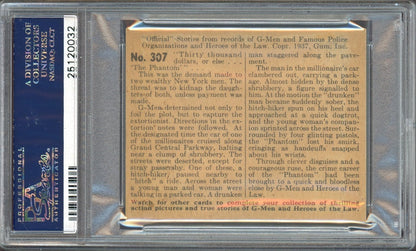 A DIVISION OF
COLLECTORS
UNIVERSE
NASDAQ: CLCT
25120032
PSA
"Official" Stories from records of G-Men and Famous Police
Organizations and Heroes of the Law. Copr. 1937, Gum, Inc.
No. 307
"Thirty thousand
dollars, or else . . .
The Phantom".
This was the demand made to
two wealthy New York men. The
threat was to kidnap the daugh-
ters of both, unless payment was
made.
G-Men determined not only to
foil the plot, but to capture the
extortionist. Directions in the ex-
tortion notes were followed. At
the designated time the car of one
of the millionaires cruised along
Grand Central Parkway, halting
near a clump of shrubbery. The
streets were deserted, except for
stray passersby. One of these, a
hitch-hiker, paused nearby to
"hitch" a ride. Across the street a
young man and woman were
talking in a parked car. A drunken
man staggered along the pave-
ment.
The man in the millionaire's car
clambered out, carrying a pack-
age. Almost hidden by the dense
shrubbery, a figure signalled to
him. At the motion the "drunken"
man became suddenly sober, the
hitch-hiker spun on his heel and
approached at a quick dogtrot,
and the young woman's compan-
ion sprinted across the street. Sur-
rounded by four glinting pistols,
the "Phantom" lost his smirk,
cringing as handcuffs snapped
about his wrists.
Through clever disguises and a
courageous ruse, the crime career
of the "Phantom" had been
brought to a quick and bloodless
close by G-Men and Heroes of the
Law.
Watch for other cards to complete your collection of thrilling
action pictures and true stories of G-Men and Heroes of the Law.